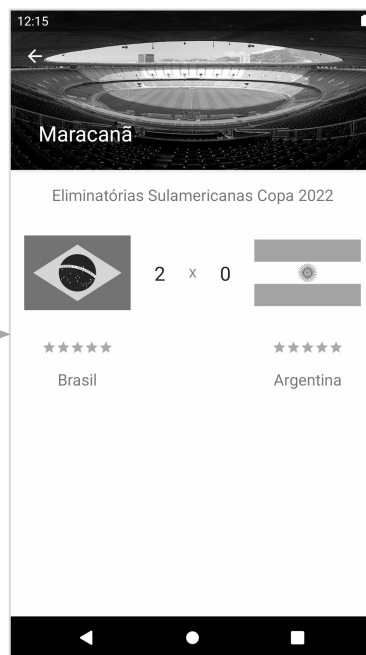 12:15
Maracanã
Eliminatórias Sulamericanas Copa 2022
2 x 0
Brasil
Argentina